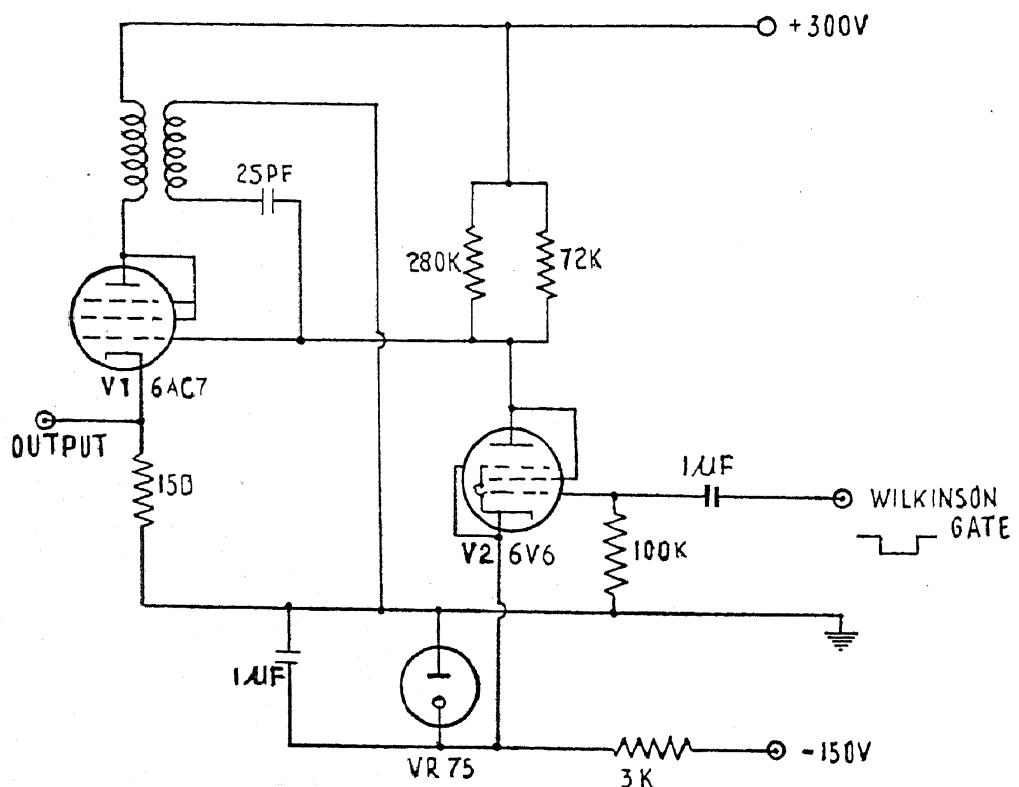 +300V
25PF
280K
72K
V1 6AC7
OUTPUT
150
1µF
WILKINSON
GATE
V2 6V6
100K
1µF
VR 75
-150V
3K